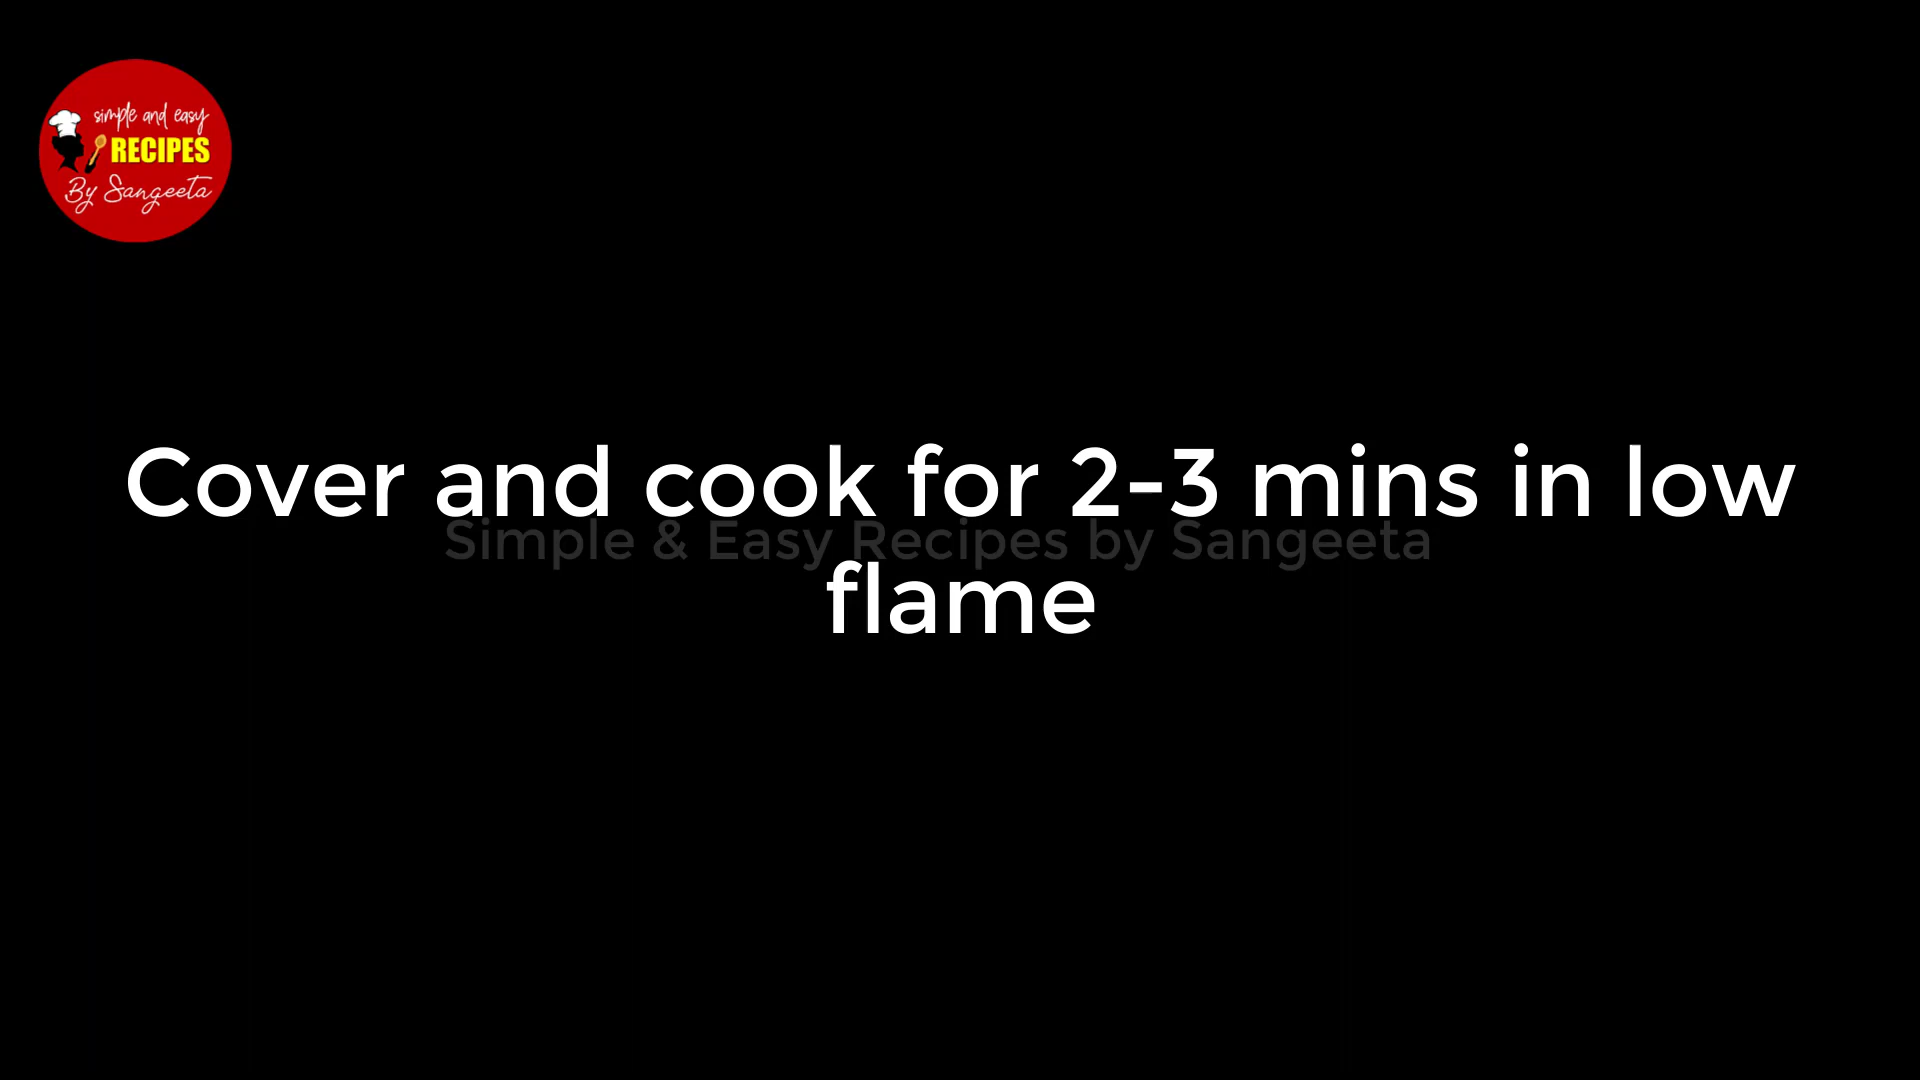 simple and easy
RECIPES
By Sangeeta
Cover and cook for 2-3 mins in low
Simple & Easy Recipes by Sangeeta
flame